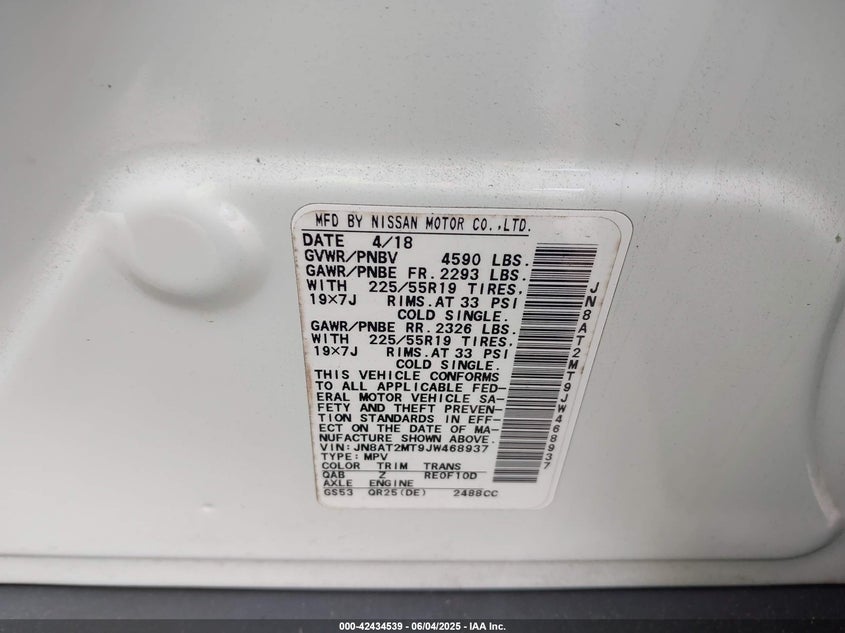 MFD BY NISSAN MOTOR CO.,LTD.
DATE 4/18
GVWR/PNBV 4590 LBS.
GAWR/PNBE FR. 2293 LBS.
WITH 225/55R19 TIRES,
19×7J RIMS.AT 33 PSI
COLD SINGLE.
GAWR/PNBE RR. 2326 LBS.
WITH 225/55R19 TIRES,
19×7J RIMS.AT 33 PSI
COLD SINGLE.
THIS VEHICLE CONFORMS
TO ALL APPLICABLE FED-
ERAL MOTOR VEHICLE SA-
FETY AND THEFT PREVEN-
TION STANDARDS IN EFF-
ECT ON THE DATE OF MA-
NUFACTURE SHOWN ABOVE.
VIN: JN8AT2MT9JW468937
TYPE: MPV
COLOR TRIM TRANS
QAB Z RE0F10D
AXLE ENGINE
GS53 QR25(DE) 2488CC
JN8AT2MT9JW468937
000-42434539 - 06/04/2025 - IAA Inc.